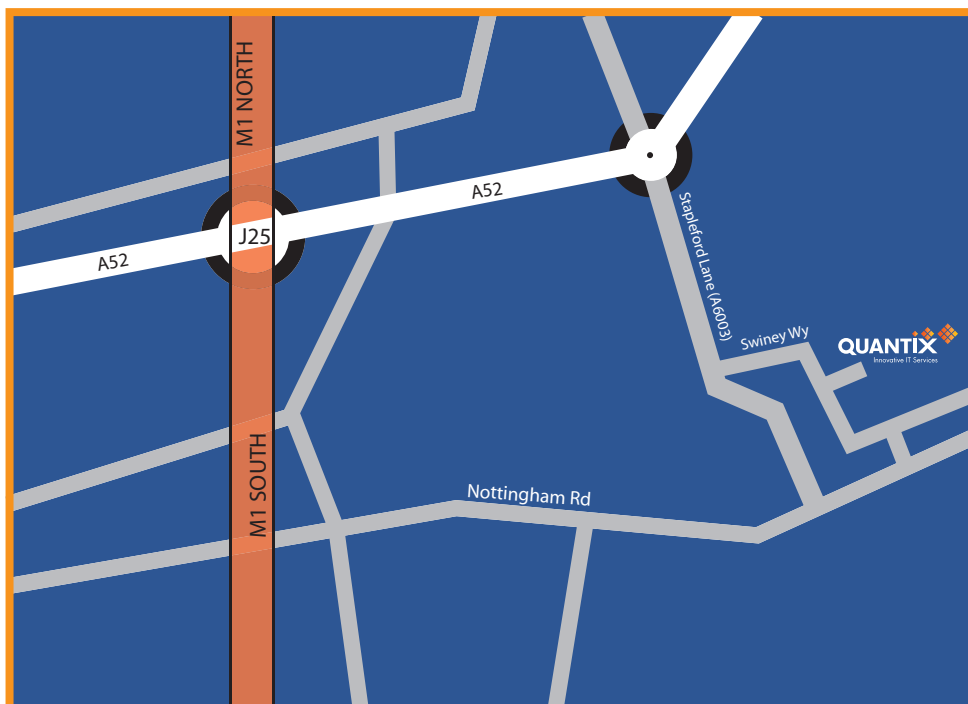 M1 NORTH
A52
J25
A52
Stapleford Lane (A6003)
Swiney Wy
QUANTIX
Innovative IT Services
M1 SOUTH
Nottingham Rd